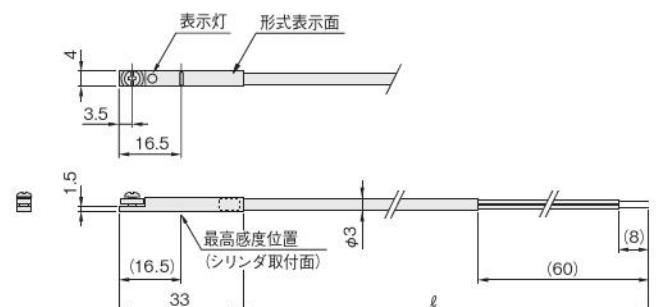 表示灯
形式表示面
4
3.5
16.5
1.5
最高感度位置
(シリンダ取付面)
φ3
(8)
(16.5)
(60)
33
ℓ